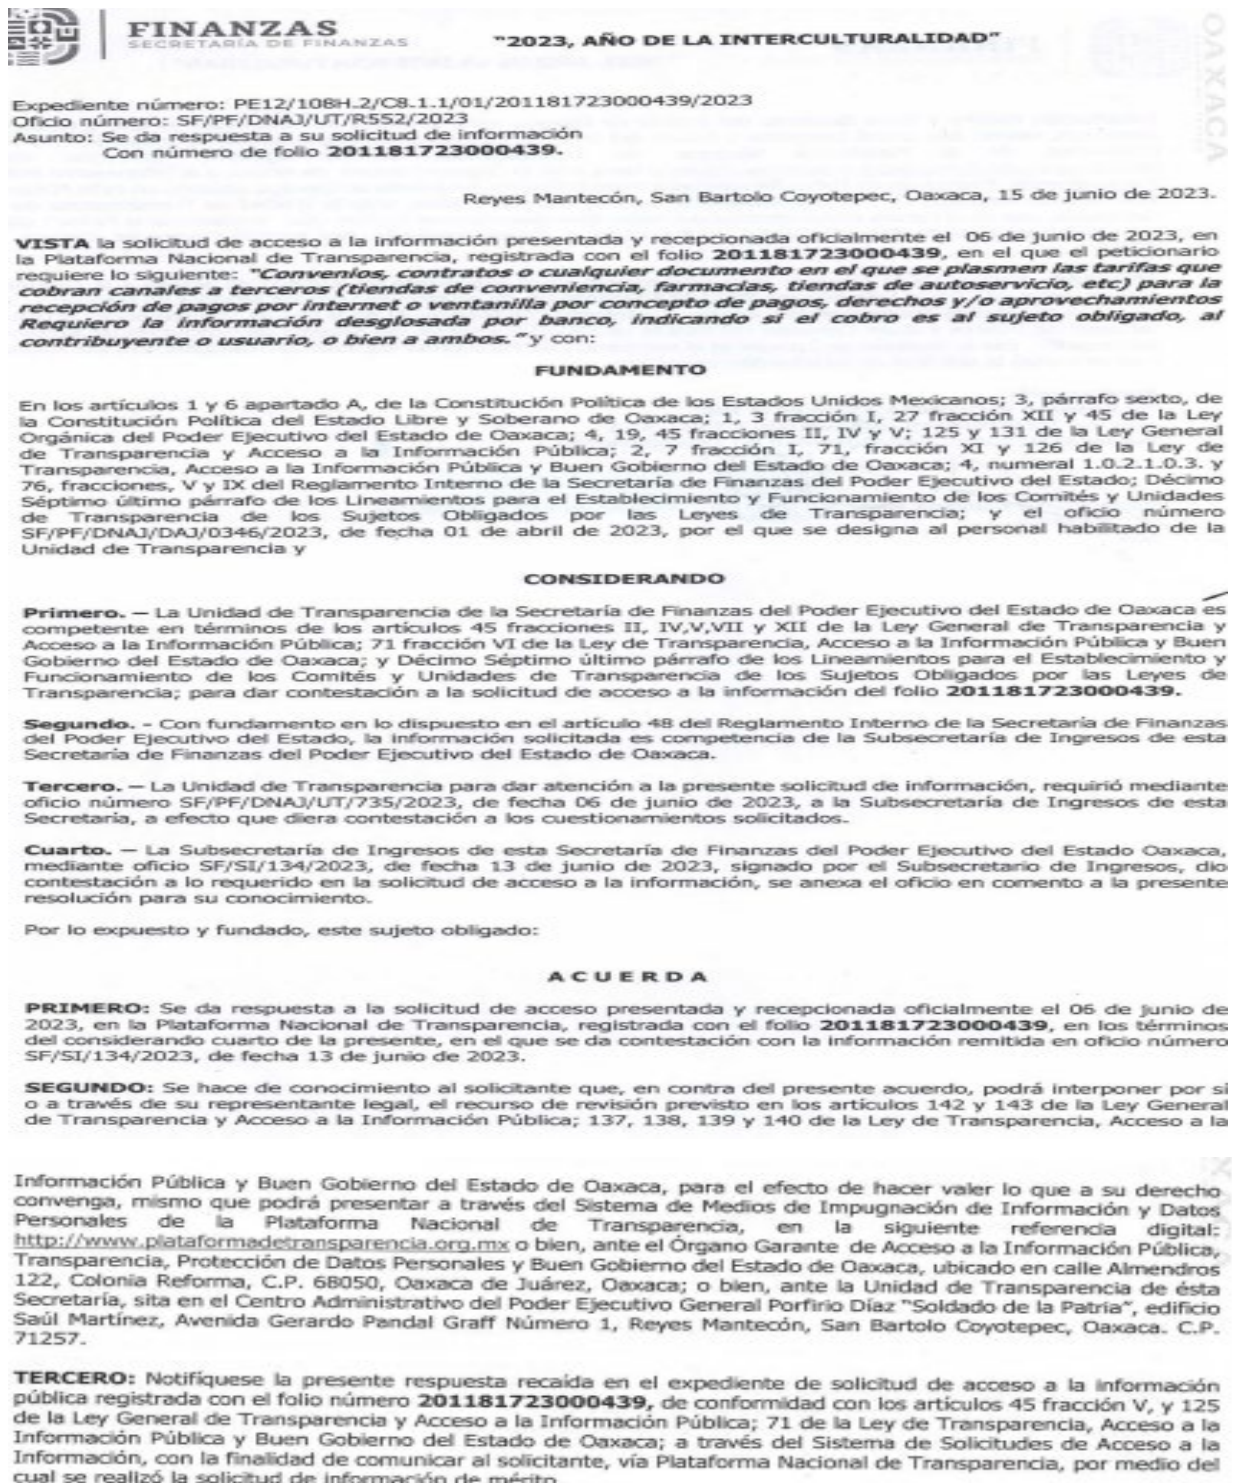 FINANZAS
SECRETARÍA DE FINANZAS
"2023, AÑO DE LA INTERCULTURALIDAD"
OAXACA
Expediente número: PE12/108H.2/C8.1.1/01/201181723000439/2023
Oficio número: SF/PF/DNAJ/UT/R552/2023
Asunto: Se da respuesta a su solicitud de información
Con número de folio 201181723000439.
Reyes Mantecón, San Bartolo Coyotepec, Oaxaca, 15 de junio de 2023.
VISTA la solicitud de acceso a la información presentada y recepcionada oficialmente el 06 de junio de 2023, en
la Plataforma Nacional de Transparencia, registrada con el folio 201181723000439, en el que el peticionario
requiere lo siguiente: "Convenios, contratos o cualquier documento en el que se plasmen las tarifas que
cobran canales a terceros (tiendas de conveniencia, farmacias, tiendas de autoservicio, etc) para la
recepción de pagos por internet o ventanilla por concepto de pagos, derechos y/o aprovechamientos
Requiero la información desglosada por banco, indicando si el cobro es al sujeto obligado, al
contribuyente o usuario, o bien a ambos." y con:
FUNDAMENTO
En los artículos 1 y 6 apartado A, de la Constitución Política de los Estados Unidos Mexicanos; 3, párrafo sexto, de
la Constitución Política del Estado Libre y Soberano de Oaxaca; 1, 3 fracción I, 27 fracción XII y 45 de la Ley
Orgánica del Poder Ejecutivo del Estado de Oaxaca; 4, 19, 45 fracciones II, IV y V; 125 y 131 de la Ley General
de Transparencia y Acceso a la Información Pública; 2, 7 fracción I, 71, fracción XI y 126 de la Ley de
Transparencia, Acceso a la Información Pública y Buen Gobierno del Estado de Oaxaca; 4, numeral 1.0.2.1.0.3. y
76, fracciones, V y IX del Reglamento Interno de la Secretaría de Finanzas del Poder Ejecutivo del Estado; Décimo
Séptimo último párrafo de los Lineamientos para el Establecimiento y Funcionamiento de los Comités y Unidades
de Transparencia de los Sujetos Obligados por las Leyes de Transparencia; y el oficio número
SF/PF/DNAJ/DAJ/0346/2023, de fecha 01 de abril de 2023, por el que se designa al personal habilitado de la
Unidad de Transparencia y
CONSIDERANDO
Primero. — La Unidad de Transparencia de la Secretaría de Finanzas del Poder Ejecutivo del Estado de Oaxaca es
competente en términos de los artículos 45 fracciones II, IV,V,VII y XII de la Ley General de Transparencia y
Acceso a la Información Pública; 71 fracción VI de la Ley de Transparencia, Acceso a la Información Pública y Buen
Gobierno del Estado de Oaxaca; y Décimo Séptimo último párrafo de los Lineamientos para el Establecimiento y
Funcionamiento de los Comités y Unidades de Transparencia de los Sujetos Obligados por las Leyes de
Transparencia; para dar contestación a la solicitud de acceso a la información del folio 201181723000439.
Segundo. - Con fundamento en lo dispuesto en el artículo 48 del Reglamento Interno de la Secretaría de Finanzas
del Poder Ejecutivo del Estado, la información solicitada es competencia de la Subsecretaría de Ingresos de esta
Secretaría de Finanzas del Poder Ejecutivo del Estado de Oaxaca.
Tercero. — La Unidad de Transparencia para dar atención a la presente solicitud de información, requirió mediante
oficio número SF/PF/DNAJ/UT/735/2023, de fecha 06 de junio de 2023, a la Subsecretaría de Ingresos de esta
Secretaría, a efecto que diera contestación a los cuestionamientos solicitados.
Cuarto. — La Subsecretaría de Ingresos de esta Secretaría de Finanzas del Poder Ejecutivo del Estado Oaxaca,
mediante oficio SF/SI/134/2023, de fecha 13 de junio de 2023, signado por el Subsecretario de Ingresos, dio
contestación a lo requerido en la solicitud de acceso a la información, se anexa el oficio en comento a la presente
resolución para su conocimiento.
Por lo expuesto y fundado, este sujeto obligado:
A C U E R D A
PRIMERO: Se da respuesta a la solicitud de acceso presentada y recepcionada oficialmente el 06 de junio de
2023, en la Plataforma Nacional de Transparencia, registrada con el folio 201181723000439, en los términos
del considerando cuarto de la presente, en el que se da contestación con la información remitida en oficio número
SF/SI/134/2023, de fecha 13 de junio de 2023.
SEGUNDO: Se hace de conocimiento al solicitante que, en contra del presente acuerdo, podrá interponer por si
o a través de su representante legal, el recurso de revisión previsto en los artículos 142 y 143 de la Ley General
de Transparencia y Acceso a la Información Pública; 137, 138, 139 y 140 de la Ley de Transparencia, Acceso a la
Información Pública y Buen Gobierno del Estado de Oaxaca, para el efecto de hacer valer lo que a su derecho
convenga, mismo que podrá presentar a través del Sistema de Medios de Impugnación de Información y Datos
Personales de la Plataforma Nacional de Transparencia, en la siguiente referencia digital:
http://www.plataformadetransparencia.org.mx o bien, ante el Órgano Garante de Acceso a la Información Pública,
Transparencia, Protección de Datos Personales y Buen Gobierno del Estado de Oaxaca, ubicado en calle Almendros
122, Colonia Reforma, C.P. 68050, Oaxaca de Juárez, Oaxaca; o bien, ante la Unidad de Transparencia de ésta
Secretaría, sita en el Centro Administrativo del Poder Ejecutivo General Porfirio Díaz "Soldado de la Patria", edificio
Saúl Martínez, Avenida Gerardo Pandal Graff Número 1, Reyes Mantecón, San Bartolo Coyotepec, Oaxaca. C.P.
71257.
TERCERO: Notifíquese la presente respuesta recaída en el expediente de solicitud de acceso a la información
pública registrada con el folio número 201181723000439, de conformidad con los artículos 45 fracción V, y 125
de la Ley General de Transparencia y Acceso a la Información Pública; 71 de la Ley de Transparencia, Acceso a la
Información Pública y Buen Gobierno del Estado de Oaxaca; a través del Sistema de Solicitudes de Acceso a la
Información, con la finalidad de comunicar al solicitante, vía Plataforma Nacional de Transparencia, por medio del
cual se realizó la solicitud de información de mérito